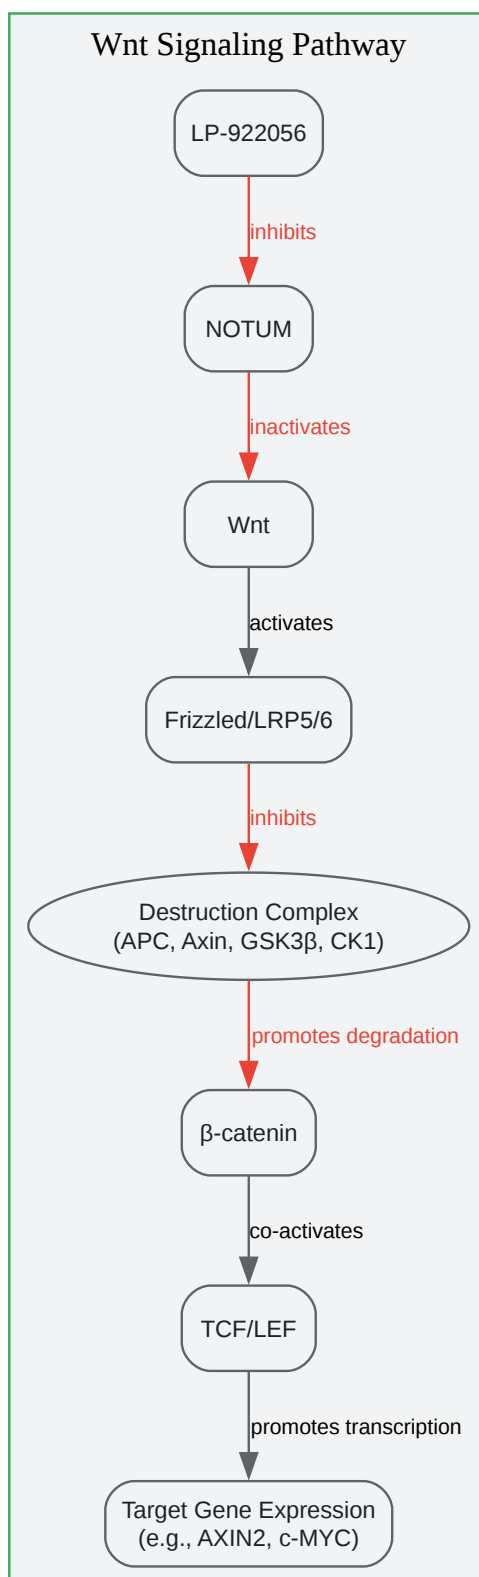 Wnt Signaling Pathway
LP-922056
inhibits
NOTUM
inactivates
Wnt
activates
Frizzled/LRP5/6
inhibits
Destruction Complex
(APC, Axin, GSK3β, CK1)
promotes degradation
β-catenin
co-activates
TCF/LEF
promotes transcription
Target Gene Expression
(e.g., AXIN2, c-MYC)